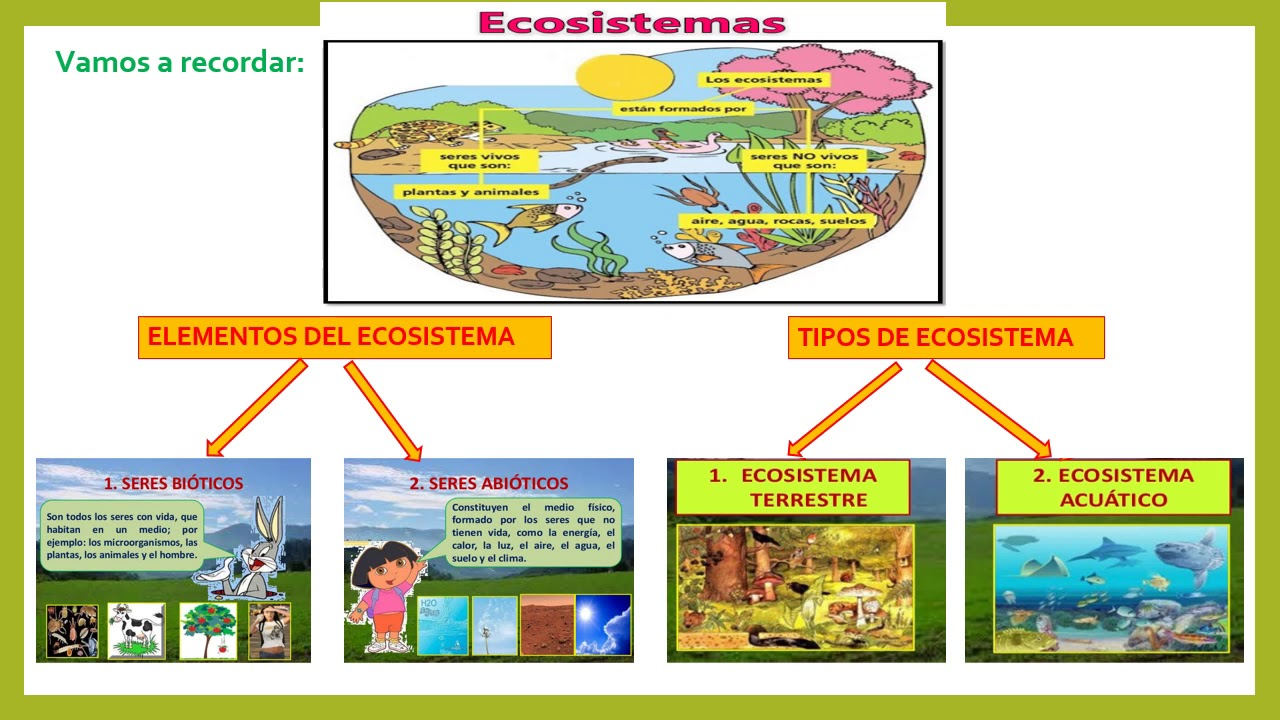 Ecosistemas
Vamos a recordar:
Los ecosistemas
están formados por
seres vivos
que son:
seres NO vivos
que son:
plantas y animales
aire, agua, rocas, suelos
ELEMENTOS DEL ECOSISTEMA
TIPOS DE ECOSISTEMA
1. SERES BIÓTICOS
Son todos los seres con vida, que
habitan en un medio; por
ejemplo: los microorganismos, las
plantas, los animales y el hombre.
2. SERES ABIÓTICOS
Constituyen el medio físico,
formado por los seres que no
tienen vida, como la energía, el
calor, la luz, el aire, el agua, el
suelo y el clima.
H2O
agua
1. ECOSISTEMA
TERRESTRE
2. ECOSISTEMA
ACUÁTICO